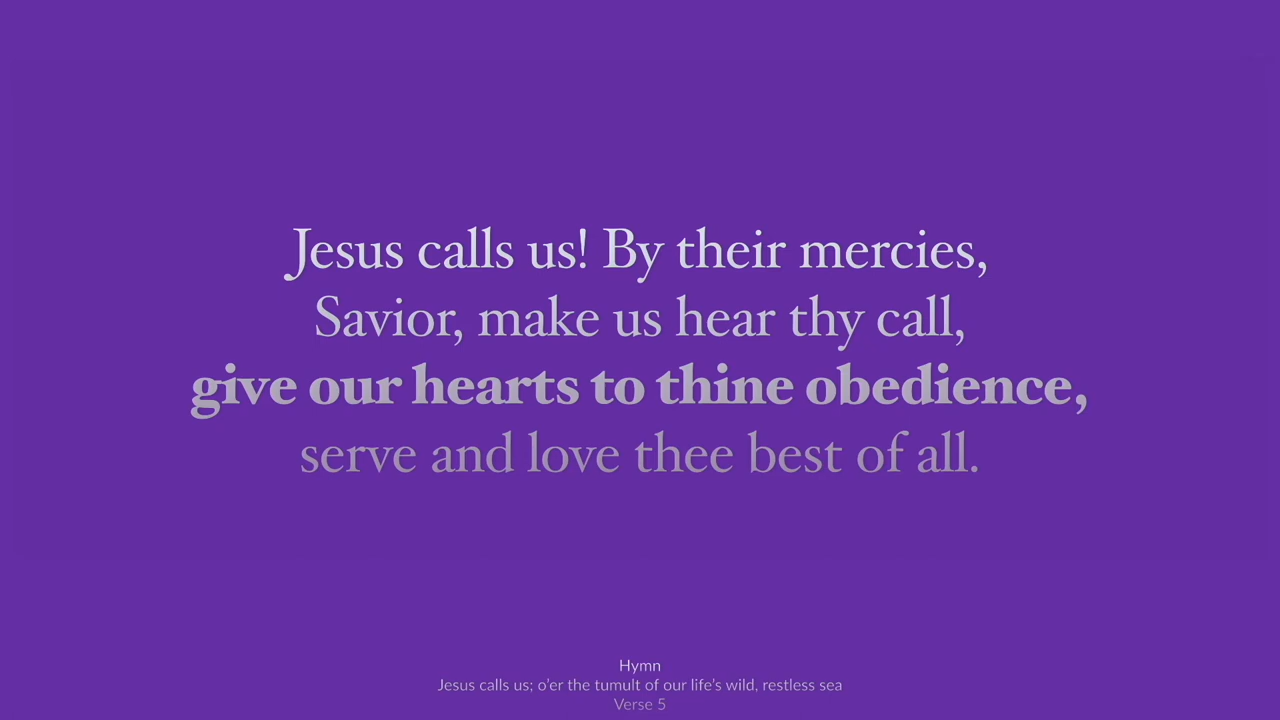 Jesus calls us! By their mercies,
Savior, make us hear thy call,
give our hearts to thine obedience,
serve and love thee best of all.
Hymn
Jesus calls us; o'er the tumult of our life's wild, restless sea
Verse 5